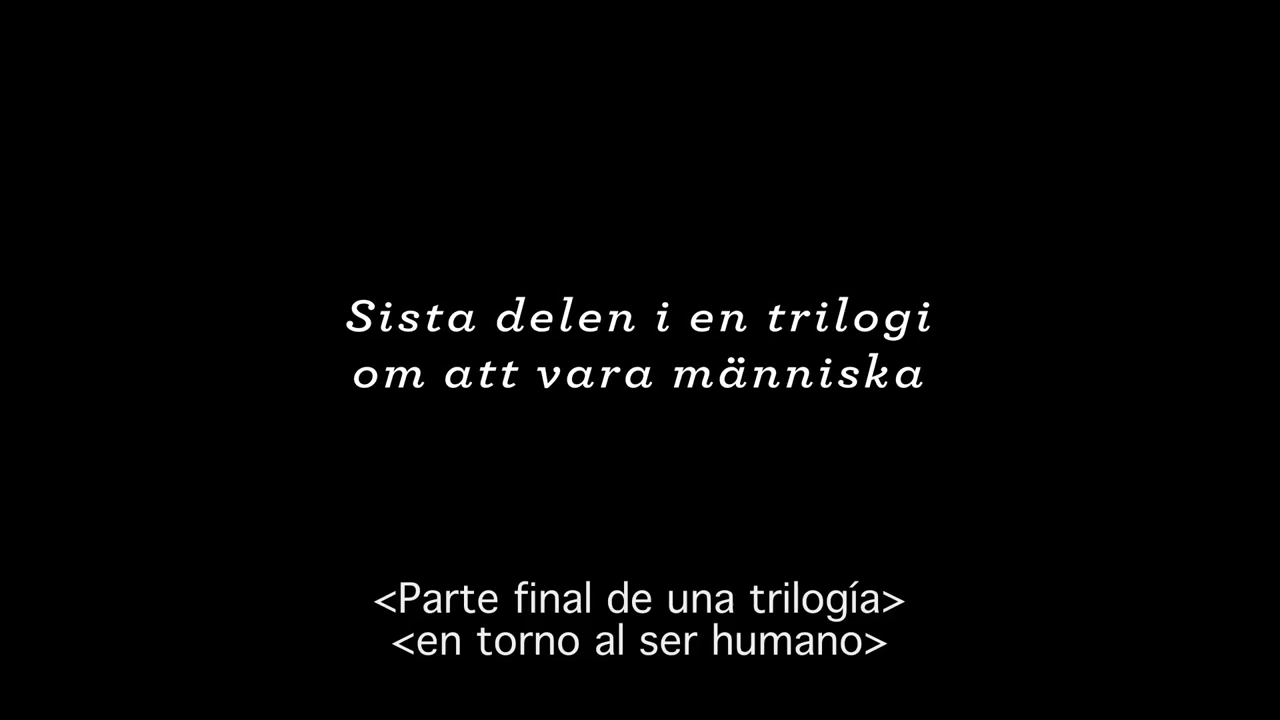 Sista delen i en trilogi
om att vara människa
<Parte final de una trilogía>
<en torno al ser humano>